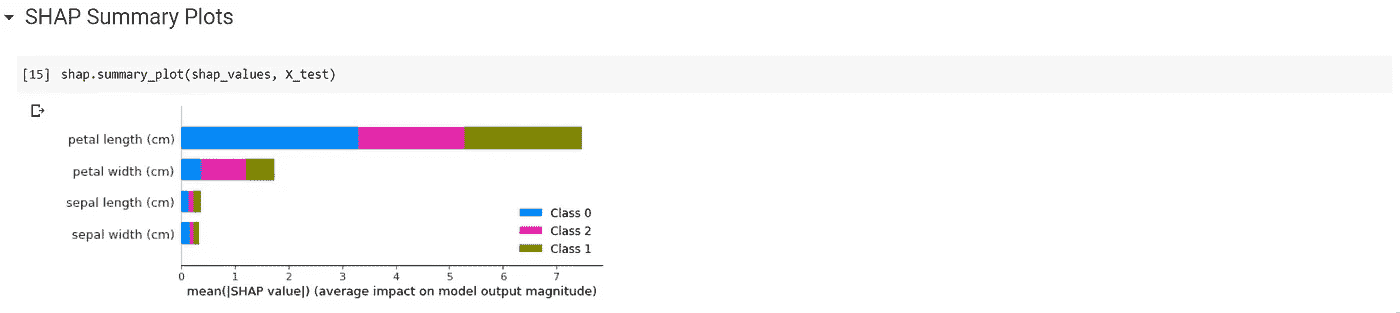 SHAP Summary Plots
[15] shap.summary_plot(shap_values, X_test)
petal length (cm)
petal width (cm)
sepal length (cm)
sepal width (cm)
Class 0
Class 2
Class 1
0 1 2 3 4 5 6 7
mean(|SHAP value|) (average impact on model output magnitude)